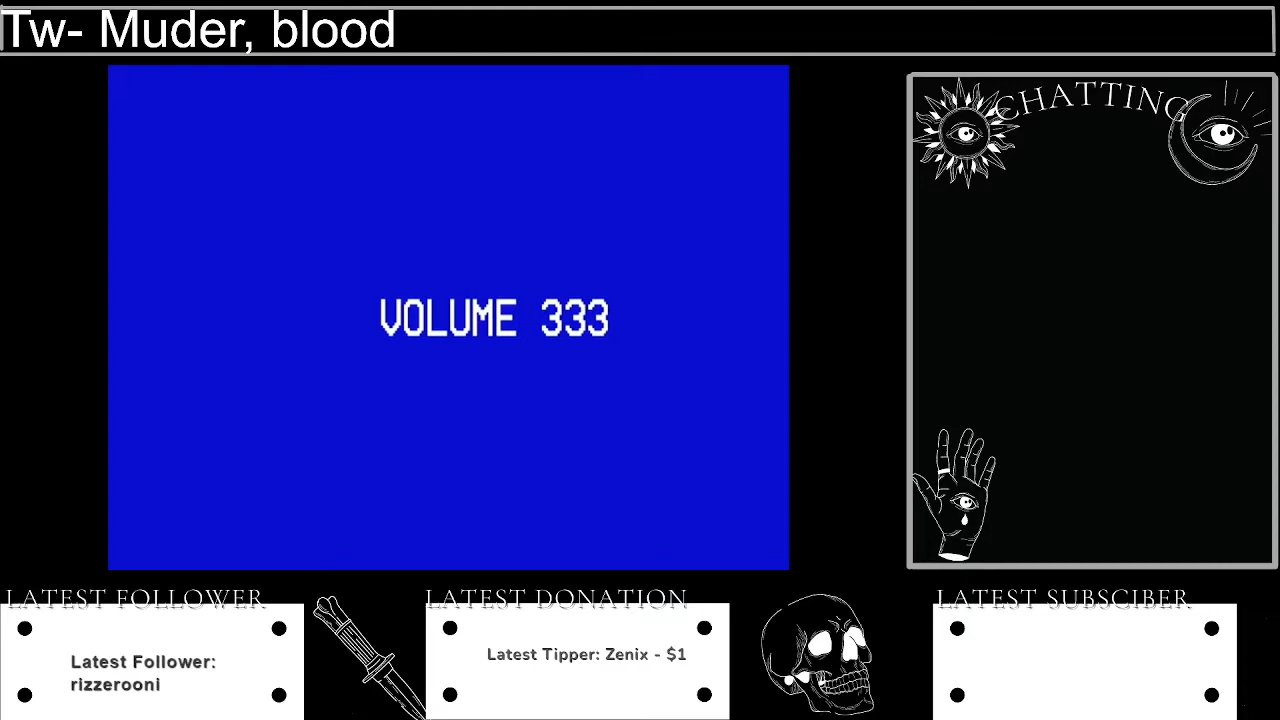 Tw- Muder, blood
CHATTING
VOLUME 333
LATEST FOLLOWER
LATEST DONATION
LATEST SUBSCIBER
Latest Follower:
rizzerooni
Latest Tipper: Zenix - $1